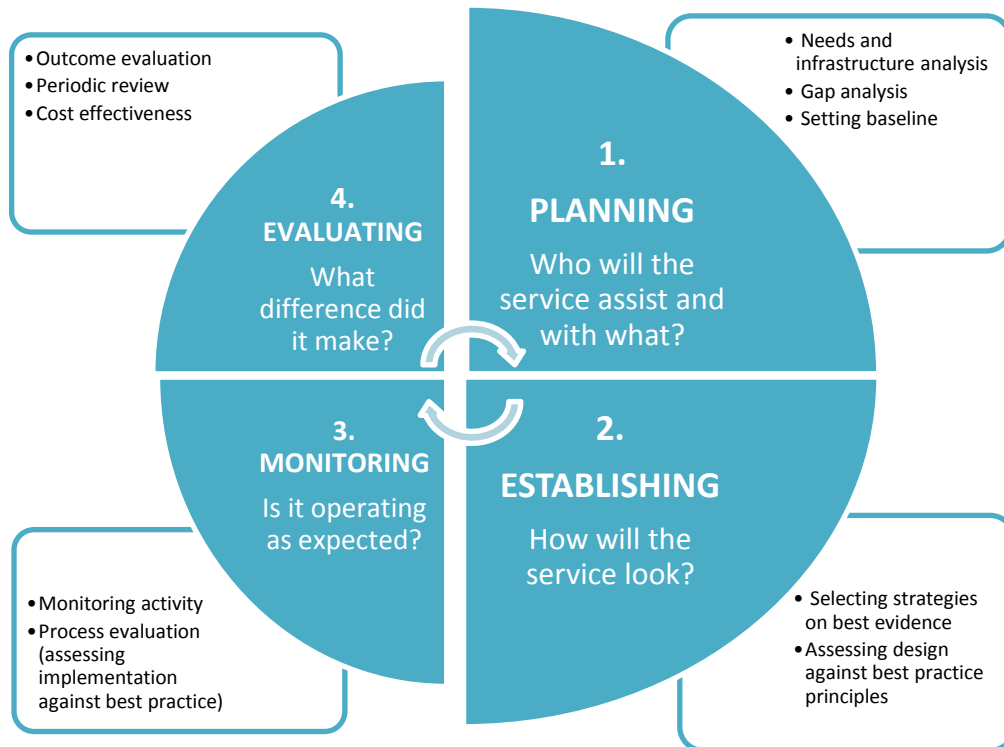 • Outcome evaluation
• Periodic review
• Cost effectiveness
• Needs and
infrastructure analysis
• Gap analysis
• Setting baseline
1.
PLANNING
Who will the
service assist and
with what?
4.
EVALUATING
What
difference did
it make?
3.
MONITORING
Is it operating
as expected?
2.
ESTABLISHING
How will the
service look?
• Monitoring activity
• Process evaluation
(assessing
implementation
against best practice)
• Selecting strategies
on best evidence
• Assessing design
against best practice
principles